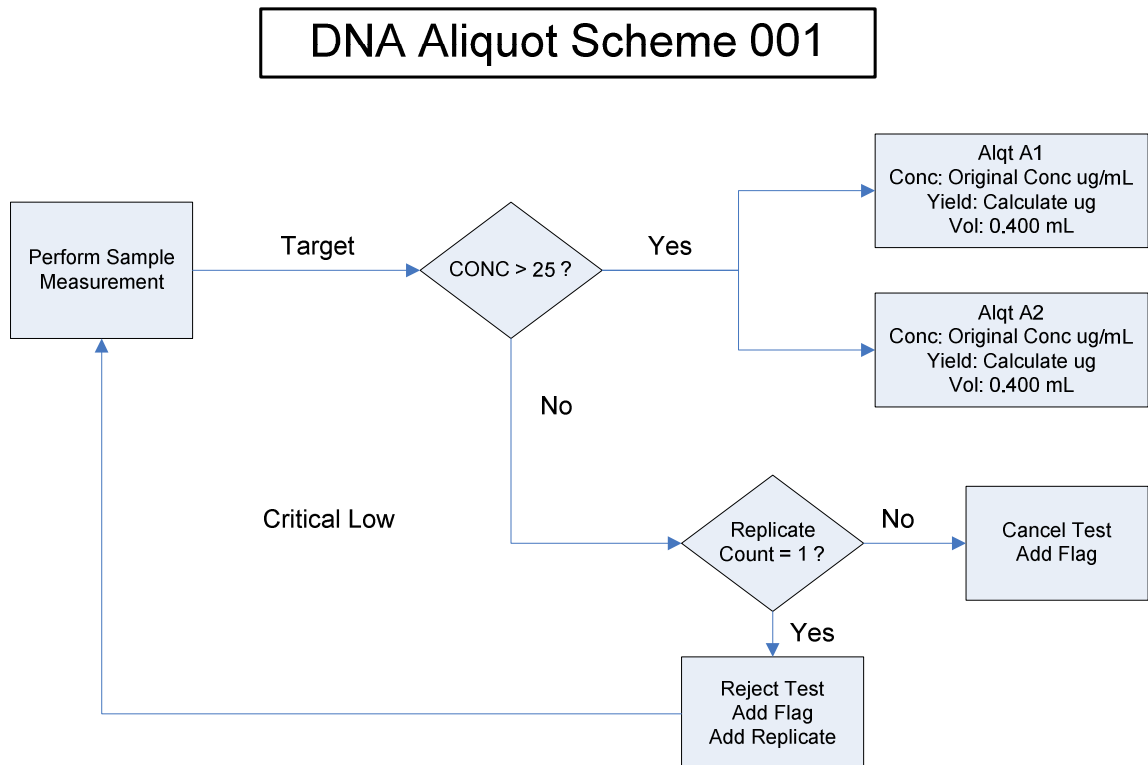 DNA Aliquot Scheme 001
Alqt A1
Conc: Original Conc ug/mL
Yield: Calculate ug
Vol: 0.400 mL
Perform Sample
Measurement
Target
CONC > 25 ?
Yes
Alqt A2
Conc: Original Conc ug/mL
Yield: Calculate ug
Vol: 0.400 mL
No
Critical Low
Replicate
Count = 1 ?
No
Cancel Test
Add Flag
Yes
Reject Test
Add Flag
Add Replicate